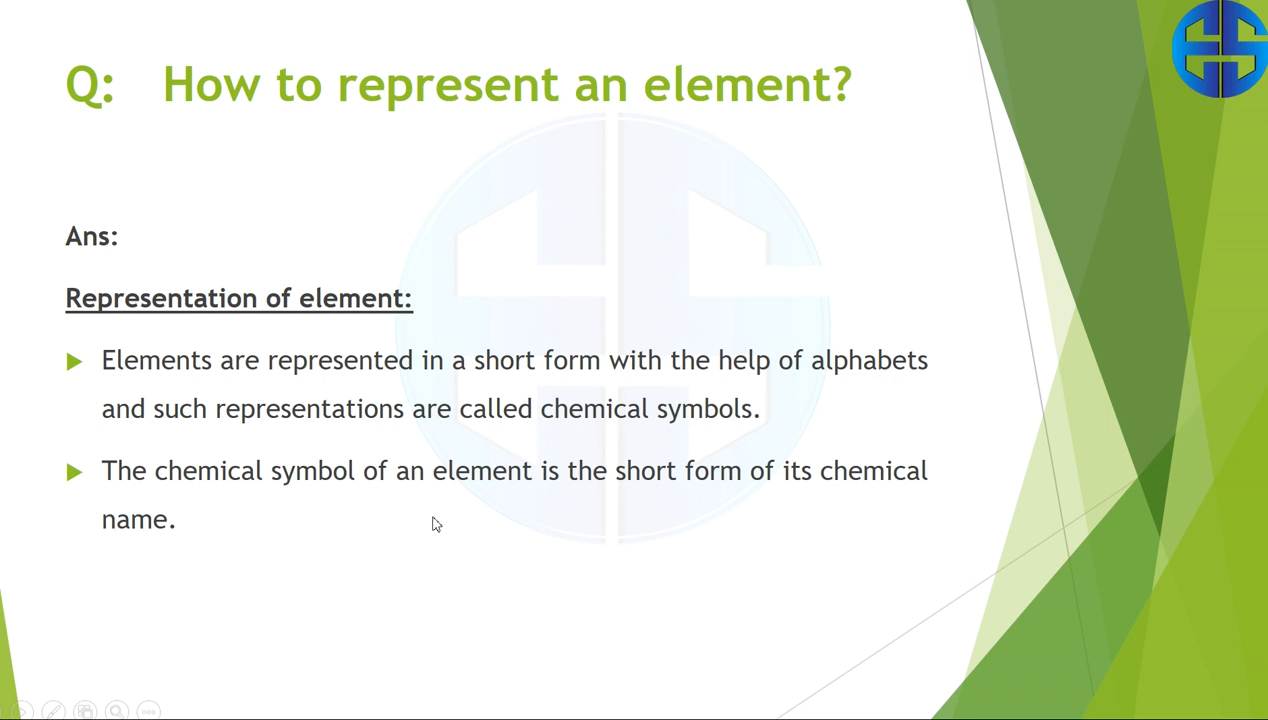 Q: How to represent an element?
Ans:
Representation of element:
Elements are represented in a short form with the help of alphabets
and such representations are called chemical symbols.
The chemical symbol of an element is the short form of its chemical
name.